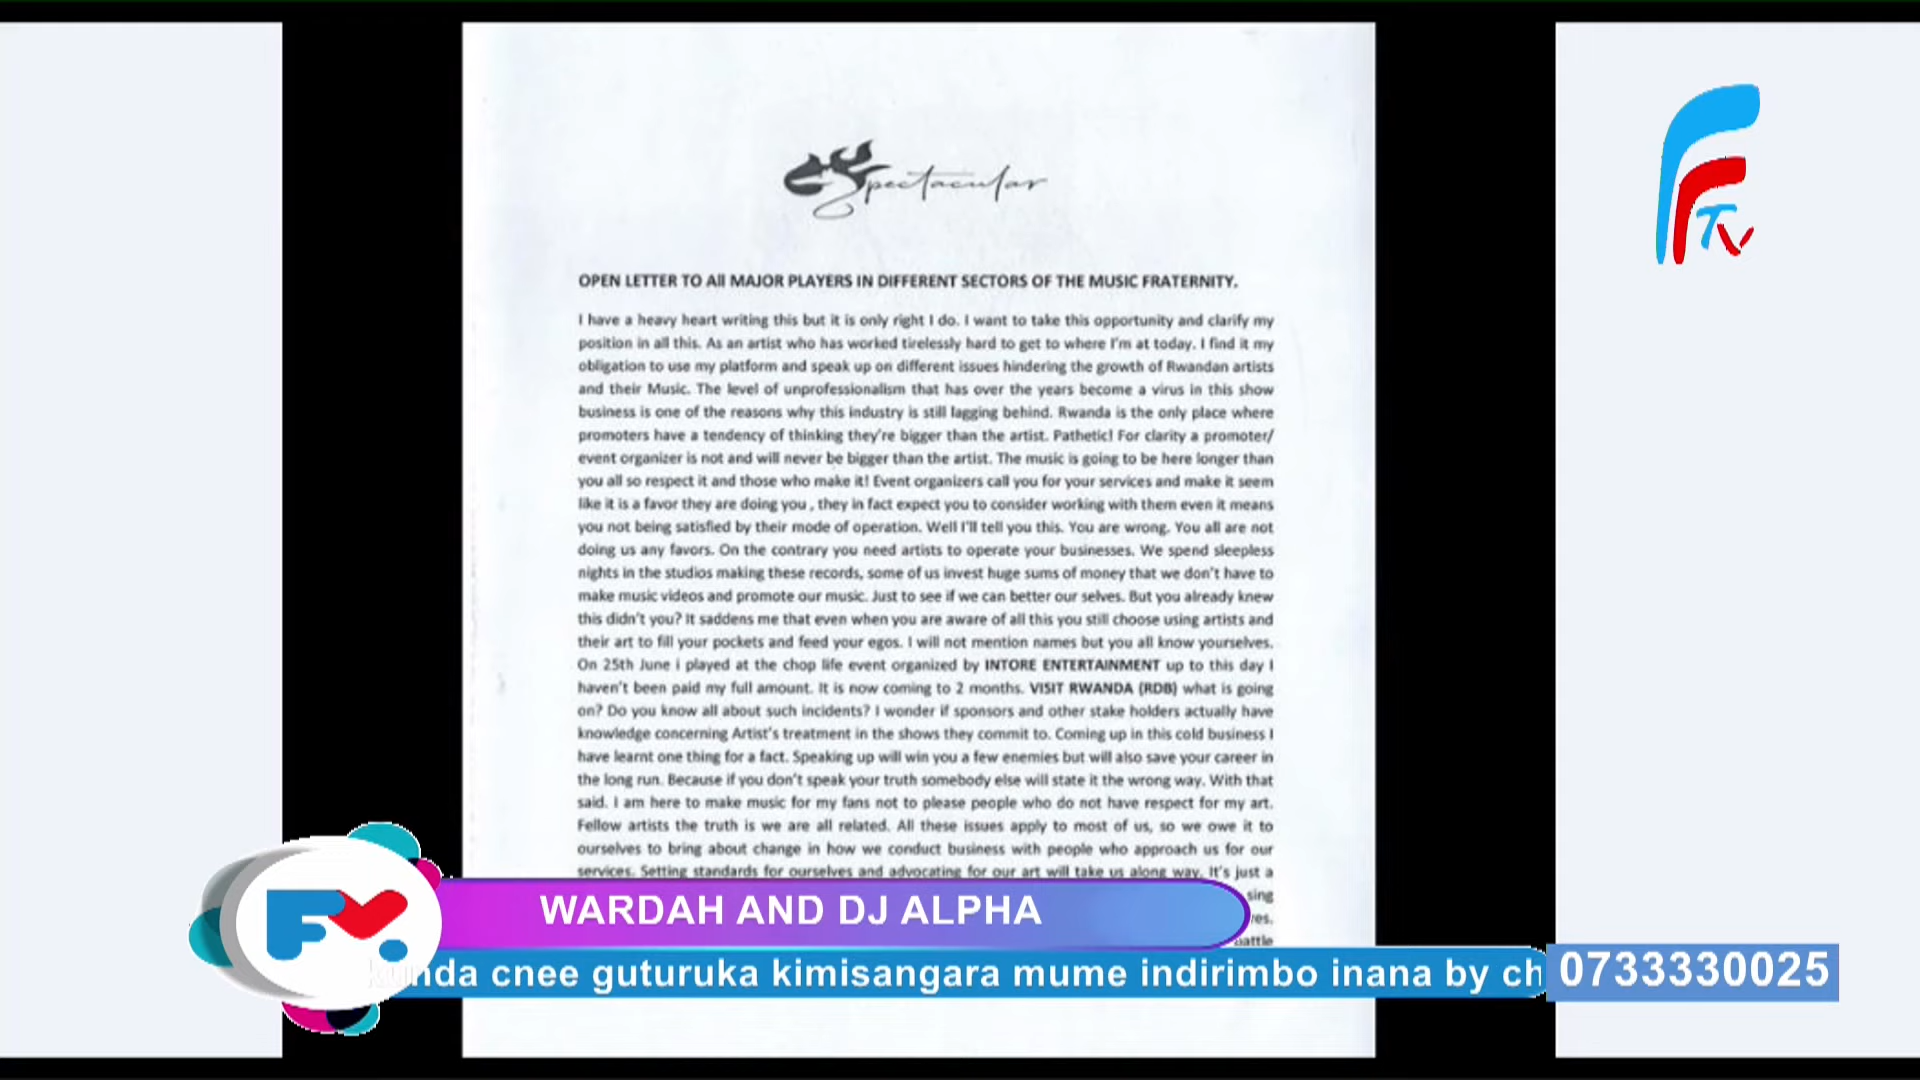 Spectacular
TV
OPEN LETTER TO All MAJOR PLAYERS IN DIFFERENT SECTORS OF THE MUSIC FRATERNITY.
I have a heavy heart writing this but it is only right I do. I want to take this opportunity and clarify my
position in all this. As an artist who has worked tirelessly hard to get to where I'm at today. I find it my
obligation to use my platform and speak up on different issues hindering the growth of Rwandan artists
and their Music. The level of unprofessionalism that has over the years become a virus in this show
business is one of the reasons why this industry is still lagging behind. Rwanda is the only place where
promoters have a tendency of thinking they're bigger than the artist. Pathetic! For clarity a promoter/
event organizer is not and will never be bigger than the artist. The music is going to be here longer than
you all so respect it and those who make it! Event organizers call you for your services and make it seem
like it is a favor they are doing you , they in fact expect you to consider working with them even it means
you not being satisfied by their mode of operation. Well I'll tell you this. You are wrong. You all are not
doing us any favors. On the contrary you need artists to operate your businesses. We spend sleepless
nights in the studios making these records, some of us invest huge sums of money that we don't have to
make music videos and promote our music. Just to see if we can better our selves. But you already knew
this didn't you? It saddens me that even when you are aware of all this you still choose using artists and
their art to fill your pockets and feed your egos. I will not mention names but you all know yourselves.
On 25th June i played at the chop life event organized by INTORE ENTERTAINMENT up to this day I
haven't been paid my full amount. It is now coming to 2 months. VISIT RWANDA (RDB) what is going
on? Do you know all about such incidents? I wonder if sponsors and other stake holders actually have
knowledge concerning Artist's treatment in the shows they commit to. Coming up in this cold business I
have learnt one thing for a fact. Speaking up will win you a few enemies but will also save your career in
the long run. Because if you don't speak your truth somebody else will state it the wrong way. With that
said. I am here to make music for my fans not to please people who do not have respect for my art.
Fellow artists the truth is we are all related. All these issues apply to most of us, so we owe it to
ourselves to bring about change in how we conduct business with people who approach us for our
services. Setting standards for ourselves and advocating for our art will take us along way. It's just a
sing
res.
battle
WARDAH AND DJ ALPHA
kunda cnee guturuka kimisangara mume indirimbo inana by ch
0733330025